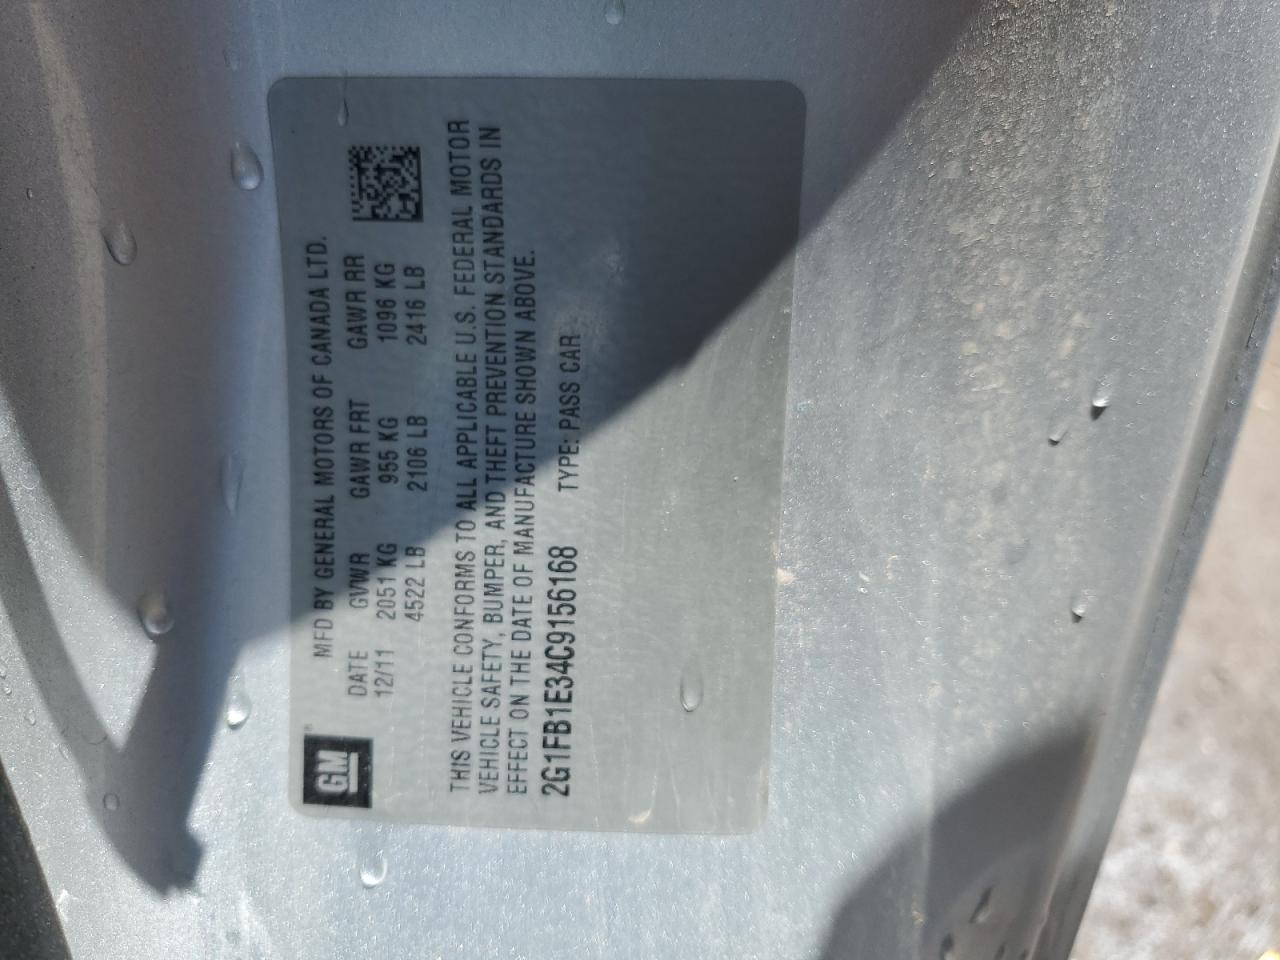 GM
MFD BY GENERAL MOTORS OF CANADA LTD.
DATE GVWR GAWR FRT GAWR RR
12/11 2051 KG 955 KG 1096 KG
4522 LB 2106 LB 2416 LB
THIS VEHICLE CONFORMS TO ALL APPLICABLE U.S. FEDERAL MOTOR
VEHICLE SAFETY, BUMPER, AND THEFT PREVENTION STANDARDS IN
EFFECT ON THE DATE OF MANUFACTURE SHOWN ABOVE.
2G1FB1E34C9156168 TYPE: PASS CAR